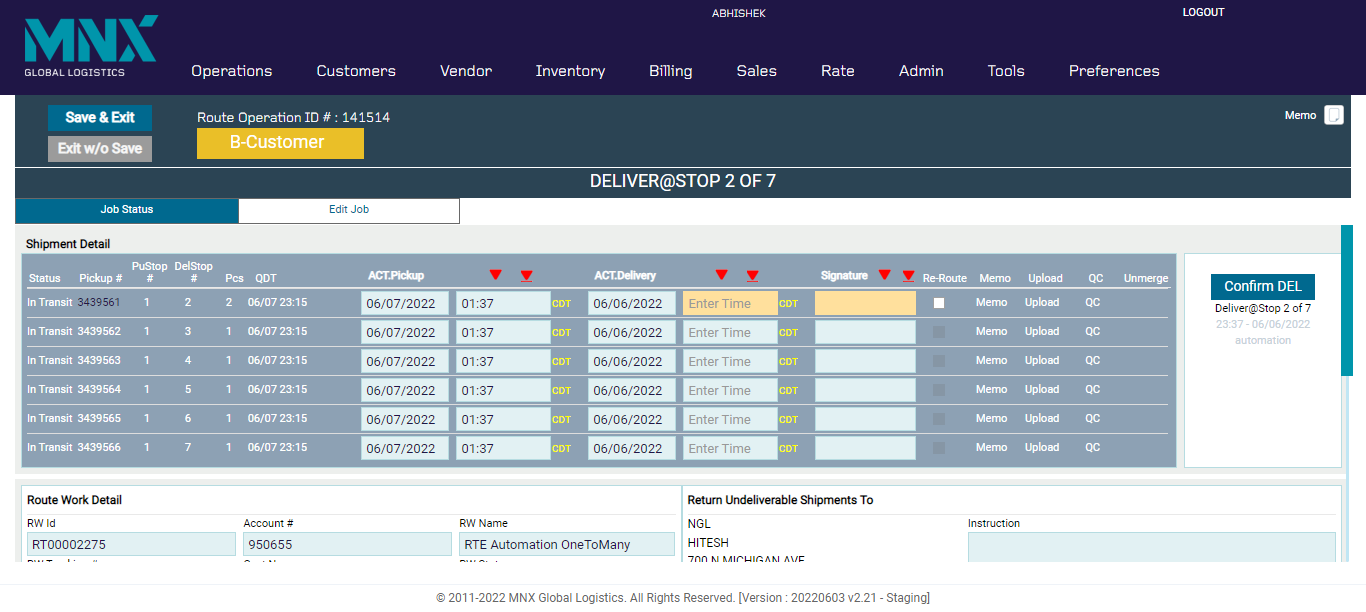 ABHISHEK
LOGOUT
MNX
GLOBAL LOGISTICS
Operations Customers Vendor Inventory Billing Sales Rate Admin Tools Preferences
Save & Exit
Exit w/o Save
Route Operation ID # : 141514
B-Customer
Memo
DELIVER@STOP 2 OF 7
Job Status Edit Job
Shipment Detail
Status Pickup # PuStop # DelStop # Pcs QDT ACT.Pickup ACT.Delivery Signature Re-Route Memo Upload QC Unmerge
In Transit 3439561 1 2 2 06/07 23:15 06/07/2022 01:37 CDT 06/06/2022 Enter Time CDT Memo Upload QC
In Transit 3439562 1 3 1 06/07 23:15 06/07/2022 01:37 CDT 06/06/2022 Enter Time CDT Memo Upload QC
In Transit 3439563 1 4 1 06/07 23:15 06/07/2022 01:37 CDT 06/06/2022 Enter Time CDT Memo Upload QC
In Transit 3439564 1 5 1 06/07 23:15 06/07/2022 01:37 CDT 06/06/2022 Enter Time CDT Memo Upload QC
In Transit 3439565 1 6 1 06/07 23:15 06/07/2022 01:37 CDT 06/06/2022 Enter Time CDT Memo Upload QC
In Transit 3439566 1 7 1 06/07 23:15 06/07/2022 01:37 CDT 06/06/2022 Enter Time CDT Memo Upload QC
Confirm DEL
Deliver@Stop 2 of 7
23:37 - 06/06/2022
automation
Route Work Detail
RW Id Account # RW Name
RT00002275 950655 RTE Automation OneToMany
Return Undeliverable Shipments To
NGL
HITESH
700 N MICHIGAN AVE
Instruction
© 2011-2022 MNX Global Logistics. All Rights Reserved. [Version : 20220603 v2.21 - Staging]